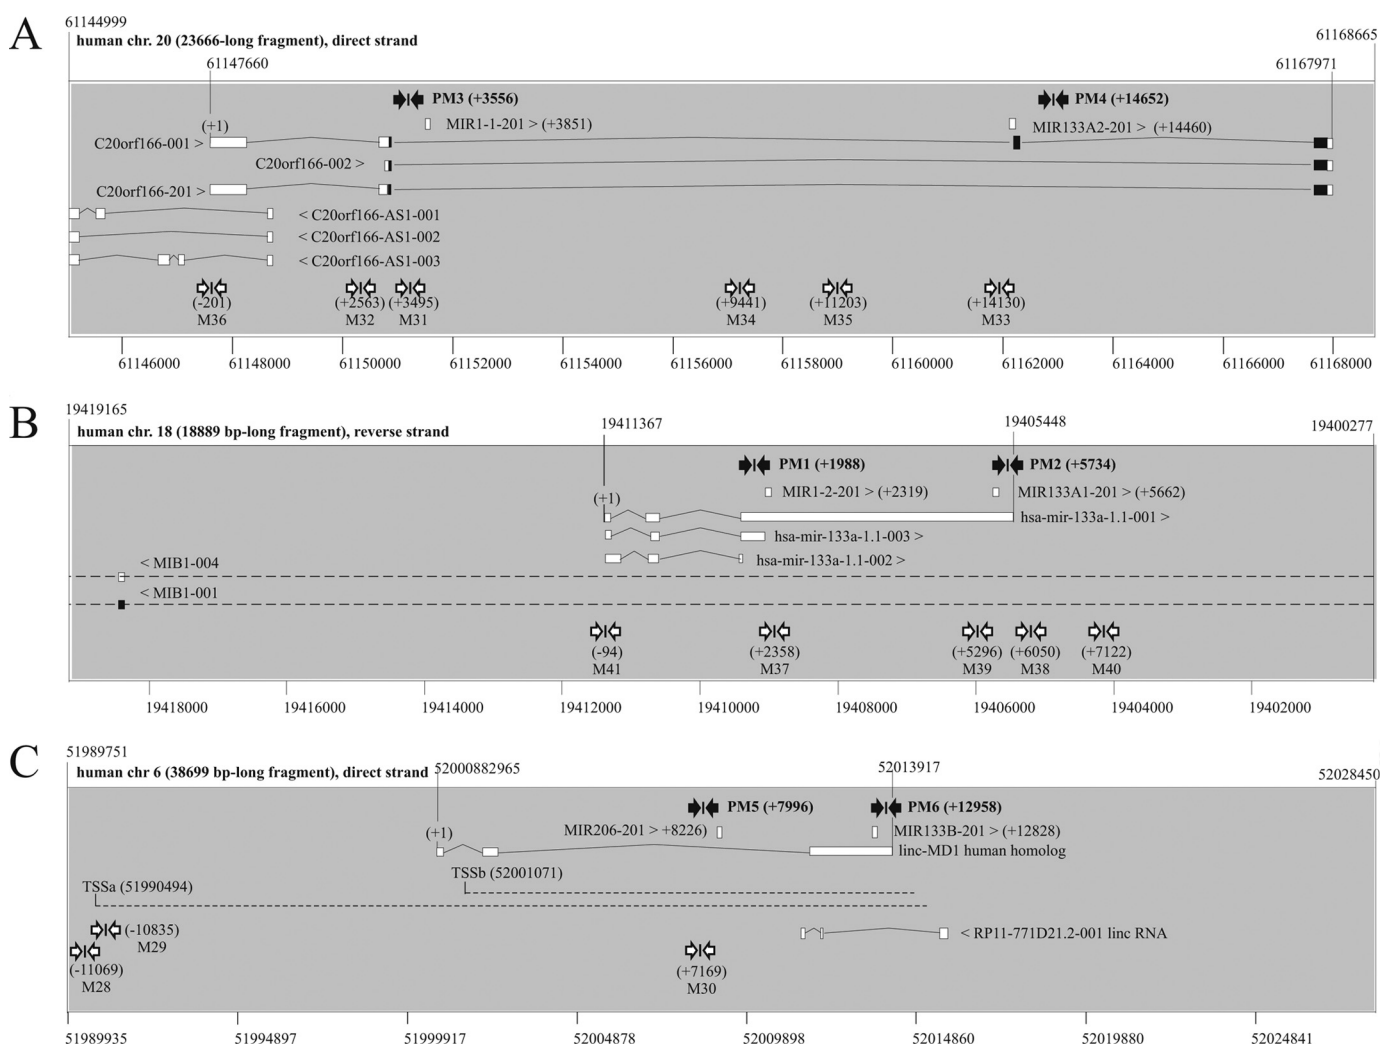 A
61144999
human chr. 20 (23666-long fragment), direct strand
61168665
61147660
61167971
PM3 (+3556)
PM4 (+14652)
(+1)
MIR1-1-201 > (+3851)
MIR133A2-201 > (+14460)
C20orf166-001 >
C20orf166-002 >
C20orf166-201 >
< C20orf166-AS1-001
< C20orf166-AS1-002
< C20orf166-AS1-003
(-201) (+2563) (+3495) (+9441) (+11203) (+14130)
M36 M32 M31 M34 M35 M33
61146000 61148000 61150000 61152000 61154000 61156000 61158000 61160000 61162000 61164000 61166000 61168000
B
19419165
human chr. 18 (18889 bp-long fragment), reverse strand
19411367
19405448
19400277
PM1 (+1988)
PM2 (+5734)
(+1)
MIR1-2-201 > (+2319)
MIR133A1-201 > (+5662)
hsa-mir-133a-1.1-001 >
hsa-mir-133a-1.1-003 >
hsa-mir-133a-1.1-002 >
< MIB1-004
< MIB1-001
(-94) (+2358) (+5296) (+6050) (+7122)
M41 M37 M39 M38 M40
19418000 19416000 19414000 19412000 19410000 19408000 19406000 19404000 19402000
C
51989751
human chr 6 (38699 bp-long fragment), direct strand
52000882965
52013917
52028450
PM5 (+7996)
PM6 (+12958)
(+1)
MIR206-201 > +8226)
MIR133B-201 > (+12828)
linc-MD1 human homolog
TSSb (52001071)
TSSa (51990494)
(-10835)
M29
< RP11-771D21.2-001 linc RNA
(-11069)
M28
(+7169)
M30
51989935 51994897 51999917 52004878 52009898 52014860 52019880 52024841